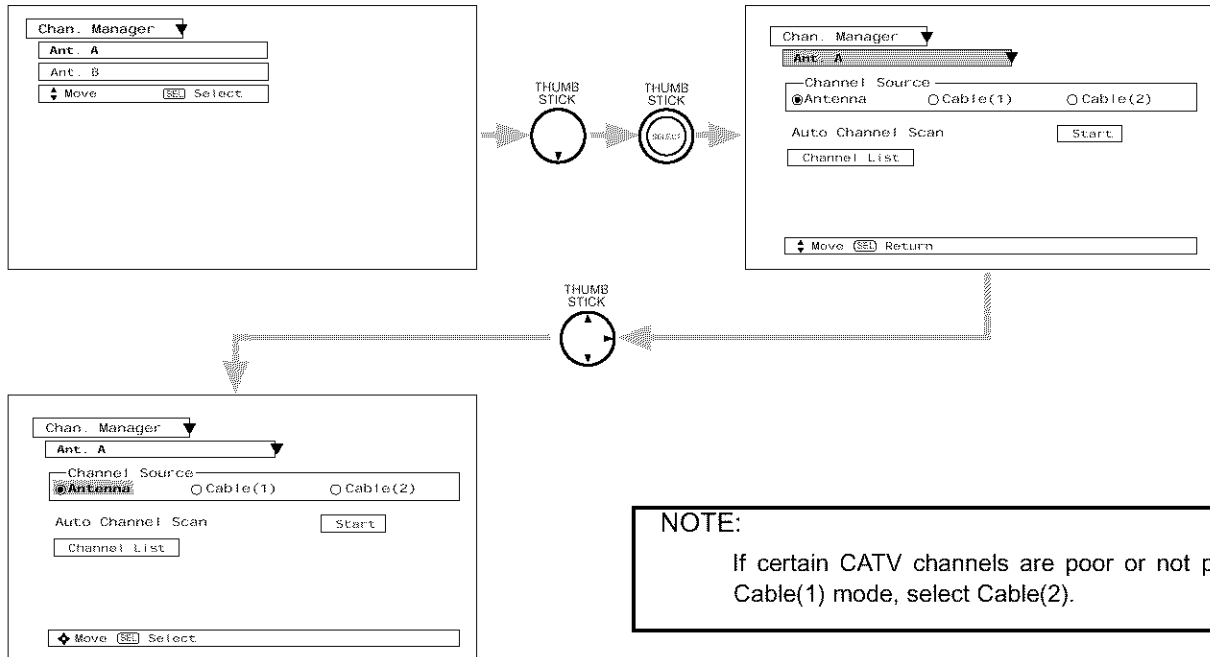 Chan. Manager
Ant. A
Ant. B
Move SEL Select
THUMB
STICK
THUMB
STICK
SELECT
Chan. Manager
Ant. A
Channel Source
Antenna Cable(1) Cable(2)
Auto Channel Scan Start
Channel List
Move SEL Return
THUMB
STICK
Chan. Manager
Ant. A
Channel Source
Antenna Cable(1) Cable(2)
Auto Channel Scan Start
Channel List
Move SEL Select
NOTE:
If certain CATV channels are poor or not
Cable(1) mode, select Cable(2).